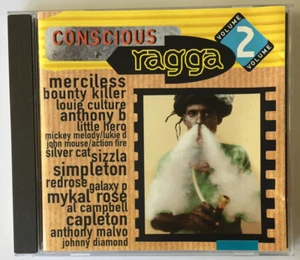 CONSCIOUS
ragga
VOLUME
2
VOLUME
merciless
bounty killer
louie culture
anthony b
little hero
mickey melody/lukie d
john mouse/action fire
silver cat
sizzla
simpleton
redrose
galaxy p
mykal rose
al campbell
capleton
anthony malvo
johnny diamond